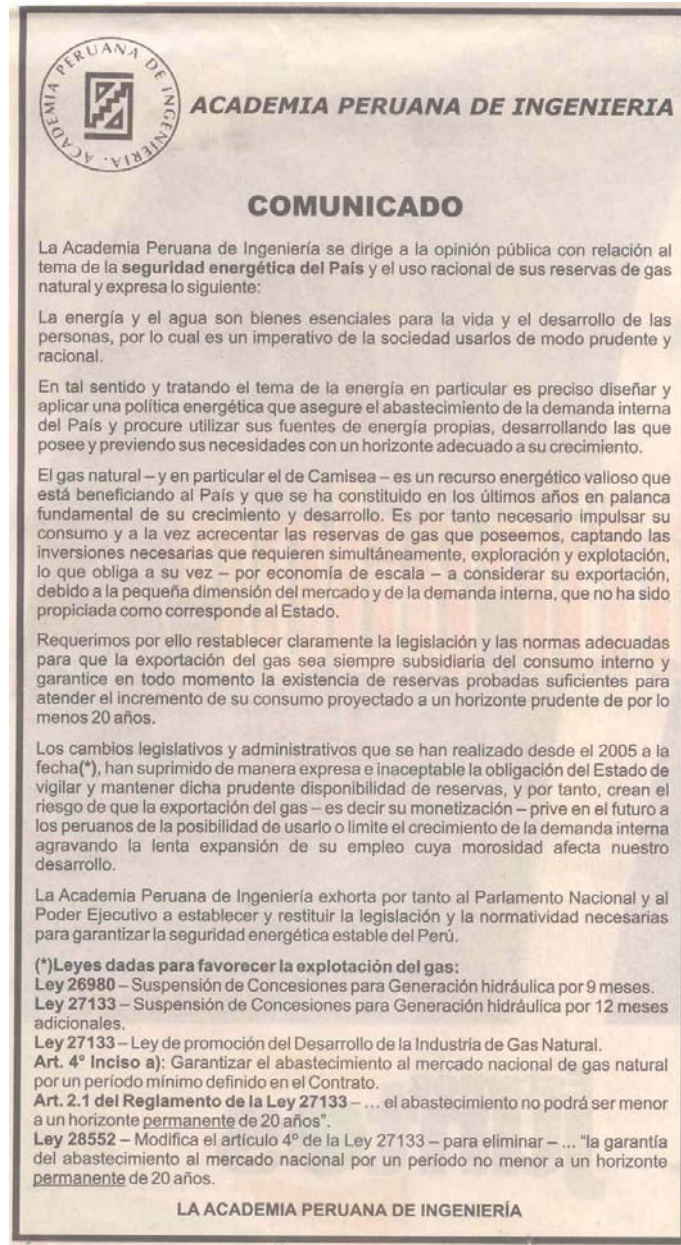 ACADEMIA PERUANA DE INGENIERIA. ACADEMIA PERUANA DE INGENIERIA
COMUNICADO
La Academia Peruana de Ingeniería se dirige a la opinión pública con relación al
tema de la seguridad energética del País y el uso racional de sus reservas de gas
natural y expresa lo siguiente:
La energía y el agua son bienes esenciales para la vida y el desarrollo de las
personas, por lo cual es un imperativo de la sociedad usarlos de modo prudente y
racional.
En tal sentido y tratando el tema de la energía en particular es preciso diseñar y
aplicar una política energética que asegure el abastecimiento de la demanda interna
del País y procure utilizar sus fuentes de energía propias, desarrollando las que
posee y previendo sus necesidades con un horizonte adecuado a su crecimiento.
El gas natural – y en particular el de Camisea – es un recurso energético valioso que
está beneficiando al País y que se ha constituido en los últimos años en palanca
fundamental de su crecimiento y desarrollo. Es por tanto necesario impulsar su
consumo y a la vez acrecentar las reservas de gas que poseemos, captando las
inversiones necesarias que requieren simultáneamente, exploración y explotación,
lo que obliga a su vez – por economía de escala – a considerar su exportación,
debido a la pequeña dimensión del mercado y de la demanda interna, que no ha sido
propiciada como corresponde al Estado.
Requerimos por ello restablecer claramente la legislación y las normas adecuadas
para que la exportación del gas sea siempre subsidiaria del consumo interno y
garantice en todo momento la existencia de reservas probadas suficientes para
atender el incremento de su consumo proyectado a un horizonte prudente de por lo
menos 20 años.
Los cambios legislativos y administrativos que se han realizado desde el 2005 a la
fecha(*), han suprimido de manera expresa e inaceptable la obligación del Estado de
vigilar y mantener dicha prudente disponibilidad de reservas, y por tanto, crean el
riesgo de que la exportación del gas – es decir su monetización – prive en el futuro a
los peruanos de la posibilidad de usarlo o limite el crecimiento de la demanda interna
agravando la lenta expansión de su empleo cuya morosidad afecta nuestro
desarrollo.
La Academia Peruana de Ingeniería exhorta por tanto al Parlamento Nacional y al
Poder Ejecutivo a establecer y restituir la legislación y la normatividad necesarias
para garantizar la seguridad energética estable del Perú.
(*)Leyes dadas para favorecer la explotación del gas:
Ley 26980 – Suspensión de Concesiones para Generación hidráulica por 9 meses.
Ley 27133 – Suspensión de Concesiones para Generación hidráulica por 12 meses
adicionales.
Ley 27133 – Ley de promoción del Desarrollo de la Industria de Gas Natural.
Art. 4º Inciso a): Garantizar el abastecimiento al mercado nacional de gas natural
por un período mínimo definido en el Contrato.
Art. 2.1 del Reglamento de la Ley 27133 – ... el abastecimiento no podrá ser menor
a un horizonte permanente de 20 años".
Ley 28552 – Modifica el artículo 4º de la Ley 27133 – para eliminar – ... "la garantía
del abastecimiento al mercado nacional por un período no menor a un horizonte
permanente de 20 años.
LA ACADEMIA PERUANA DE INGENIERÍA